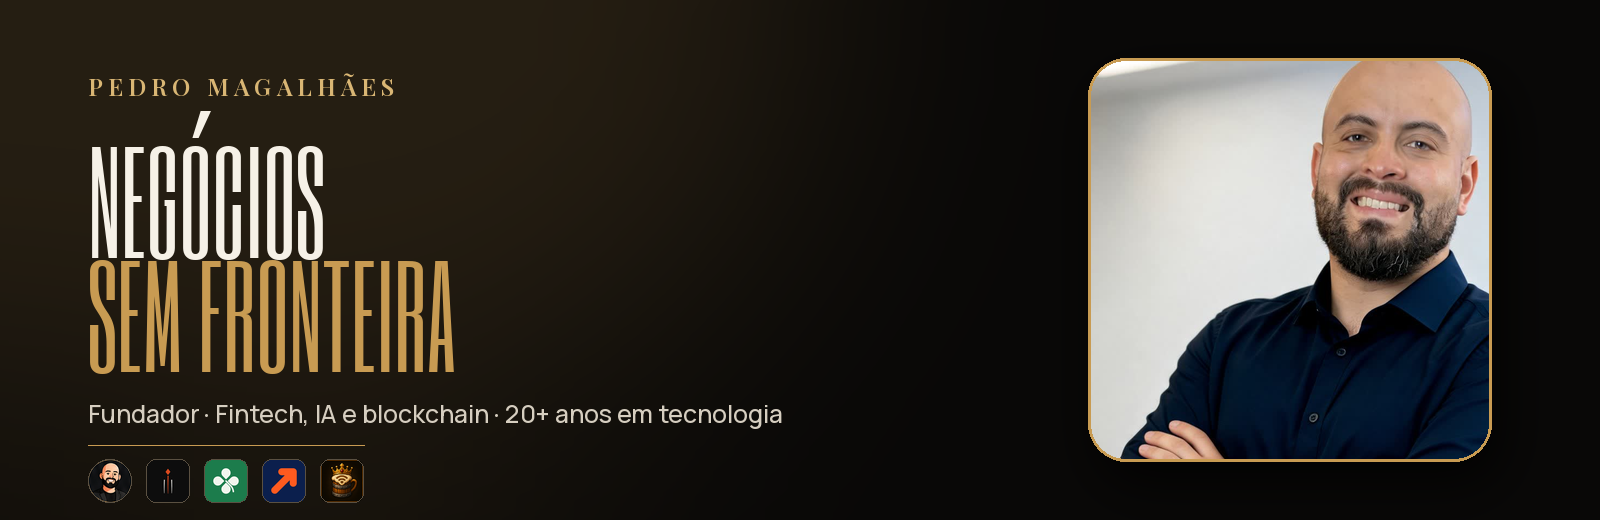 PEDRO MAGALHÃES
NEGÓCIOS
SEM FRONTEIRA
Fundador · Fintech, IA e blockchain · 20+ anos em tecnologia